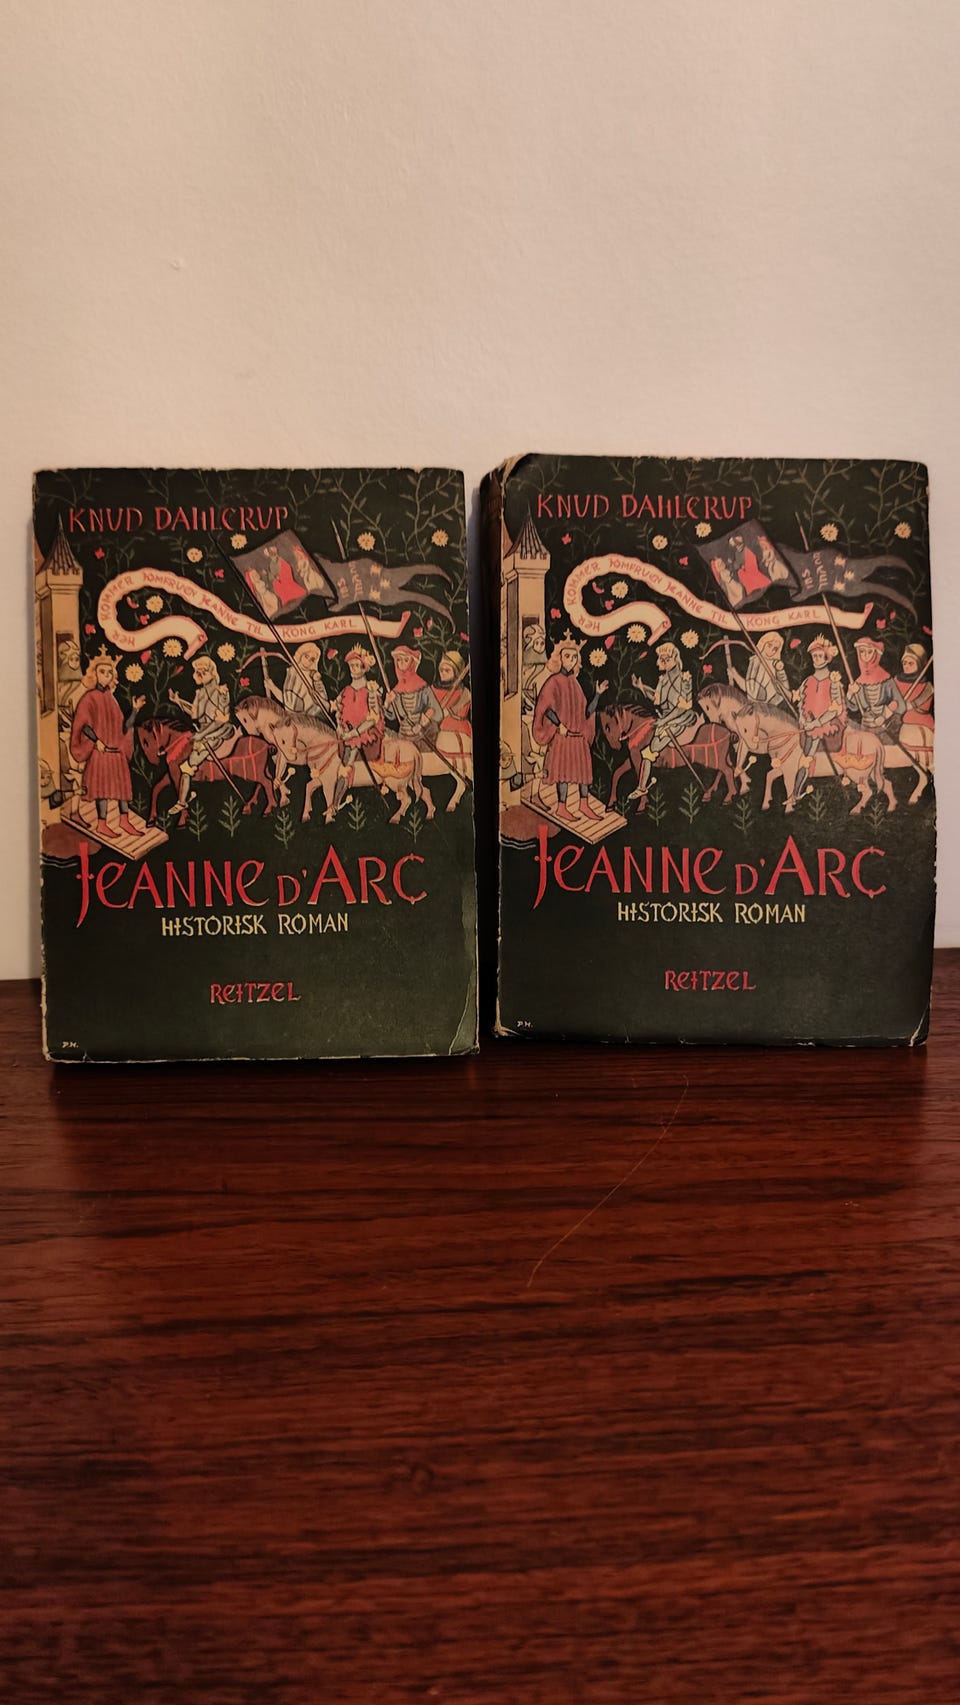 KNUD DAHLERUP
HER KOMMER JOMFRUEN JEANNE TIL KONG KARL
JEANNE D'ARC
HISTORISK ROMAN
REITZEL
P.H.
KNUD DAHLERUP
HER KOMMER JOMFRUEN JEANNE TIL KONG KARL
JEANNE D'ARC
HISTORISK ROMAN
REITZEL
P.H.